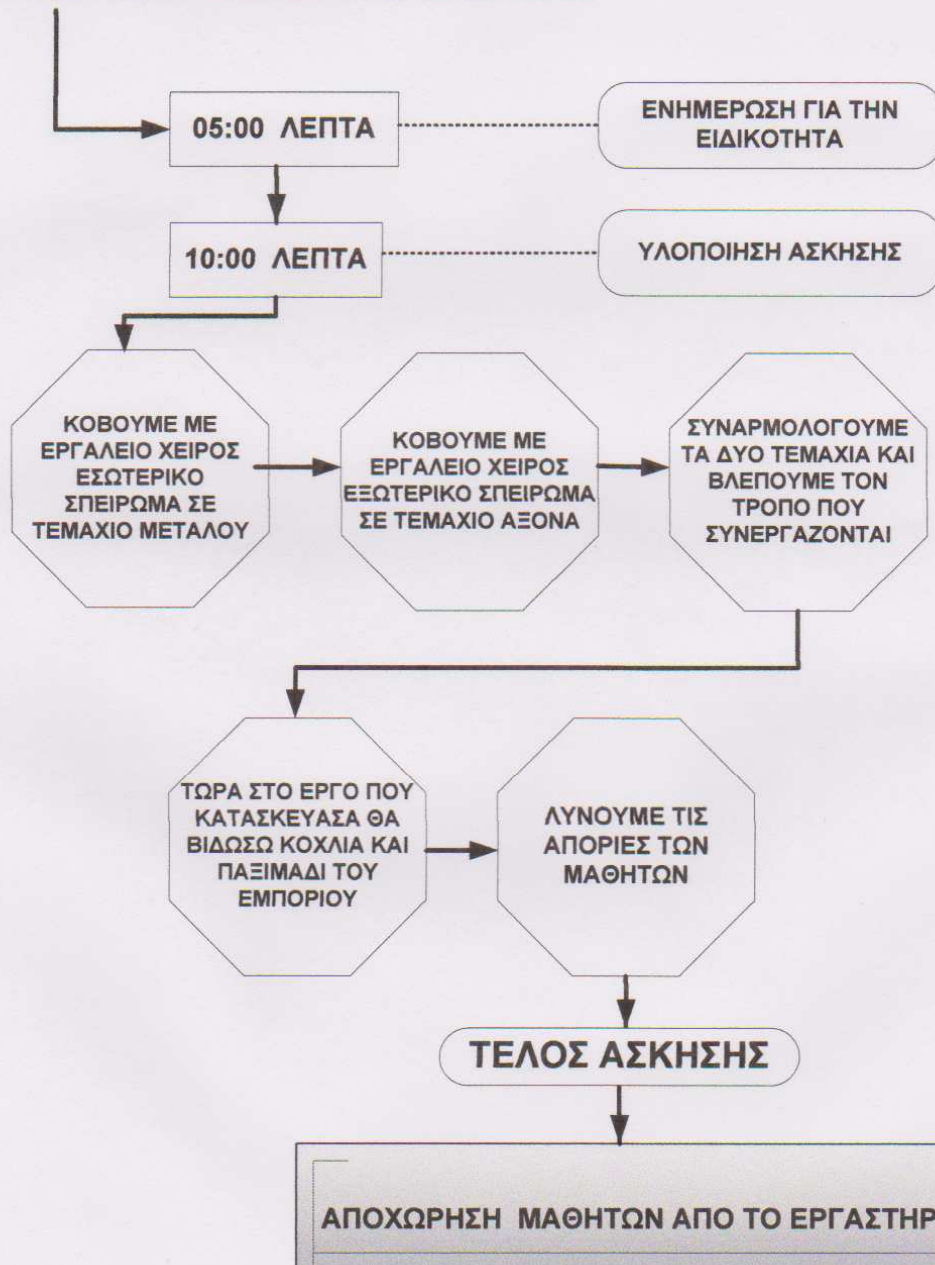 05:00 ΛΕΠΤΑ
ΕΝΗΜΕΡΩΣΗ ΓΙΑ ΤΗΝ
ΕΙΔΙΚΟΤΗΤΑ
10:00 ΛΕΠΤΑ
ΥΛΟΠΟΙΗΣΗ ΑΣΚΗΣΗΣ
ΚΟΒΟΥΜΕ ΜΕ
ΕΡΓΑΛΕΙΟ ΧΕΙΡΟΣ
ΕΣΩΤΕΡΙΚΟ
ΣΠΕΙΡΩΜΑ ΣΕ
ΤΕΜΑΧΙΟ ΜΕΤΑΛΟΥ
ΚΟΒΟΥΜΕ ΜΕ
ΕΡΓΑΛΕΙΟ ΧΕΙΡΟΣ
ΕΞΩΤΕΡΙΚΟ ΣΠΕΙΡΩΜΑ
ΣΕ ΤΕΜΑΧΙΟ ΑΞΟΝΑ
ΣΥΝΑΡΜΟΛΟΓΟΥΜΕ
ΤΑ ΔΥΟ ΤΕΜΑΧΙΑ ΚΑΙ
ΒΛΕΠΟΥΜΕ ΤΟΝ
ΤΡΟΠΟ ΠΟΥ
ΣΥΝΕΡΓΑΖΟΝΤΑΙ
ΤΩΡΑ ΣΤΟ ΕΡΓΟ ΠΟΥ
ΚΑΤΑΣΚΕΥΑΣΑ ΘΑ
ΒΙΔΩΣΩ ΚΟΧΛΙΑ ΚΑΙ
ΠΑΞΙΜΑΔΙ ΤΟΥ
ΕΜΠΟΡΙΟΥ
ΛΥΝΟΥΜΕ ΤΙΣ
ΑΠΟΡΙΕΣ ΤΩΝ
ΜΑΘΗΤΩΝ
ΤΕΛΟΣ ΑΣΚΗΣΗΣ
ΑΠΟΧΩΡΗΣΗ ΜΑΘΗΤΩΝ ΑΠΟ ΤΟ ΕΡΓΑΣΤΗΡ